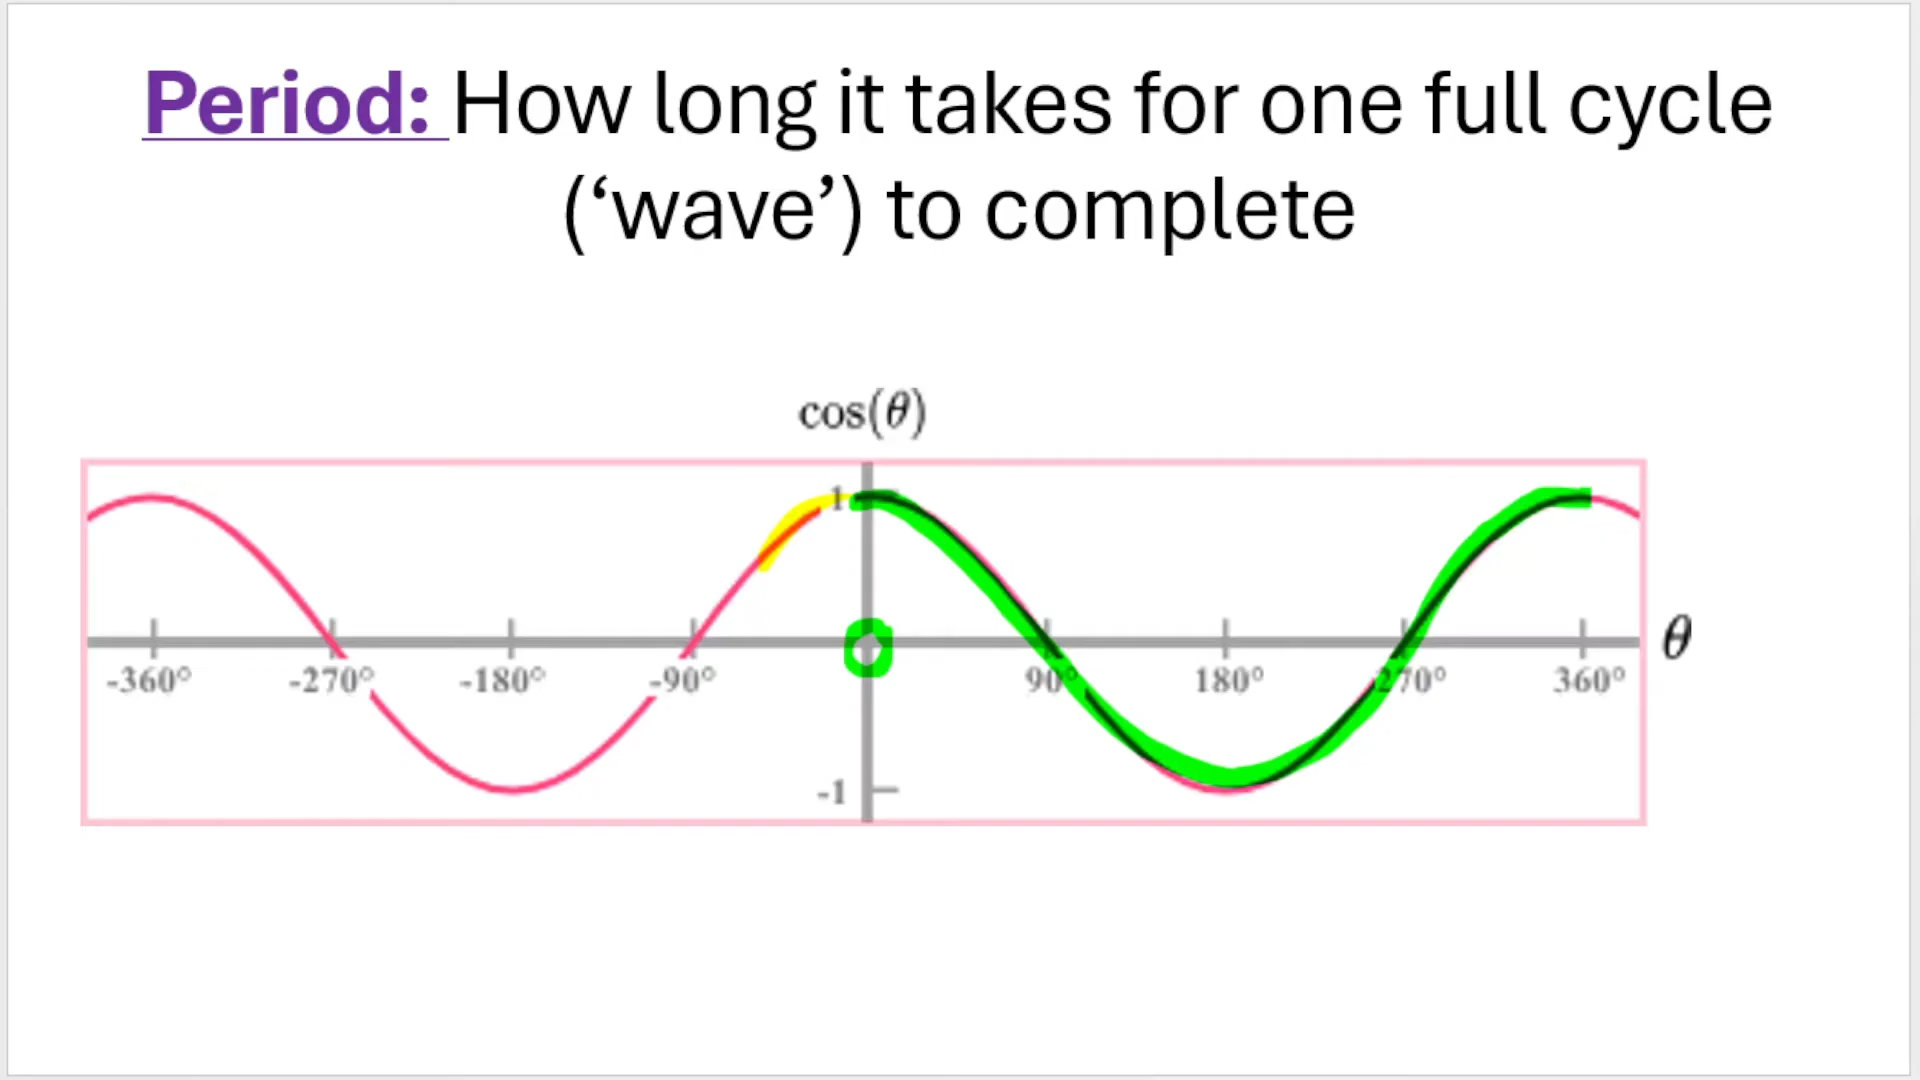 Period: How long it takes for one full cycle
(‘wave’) to complete
cos(θ)
1
θ
-360° -270° -180° -90° 90° 180° 270° 360°
-1